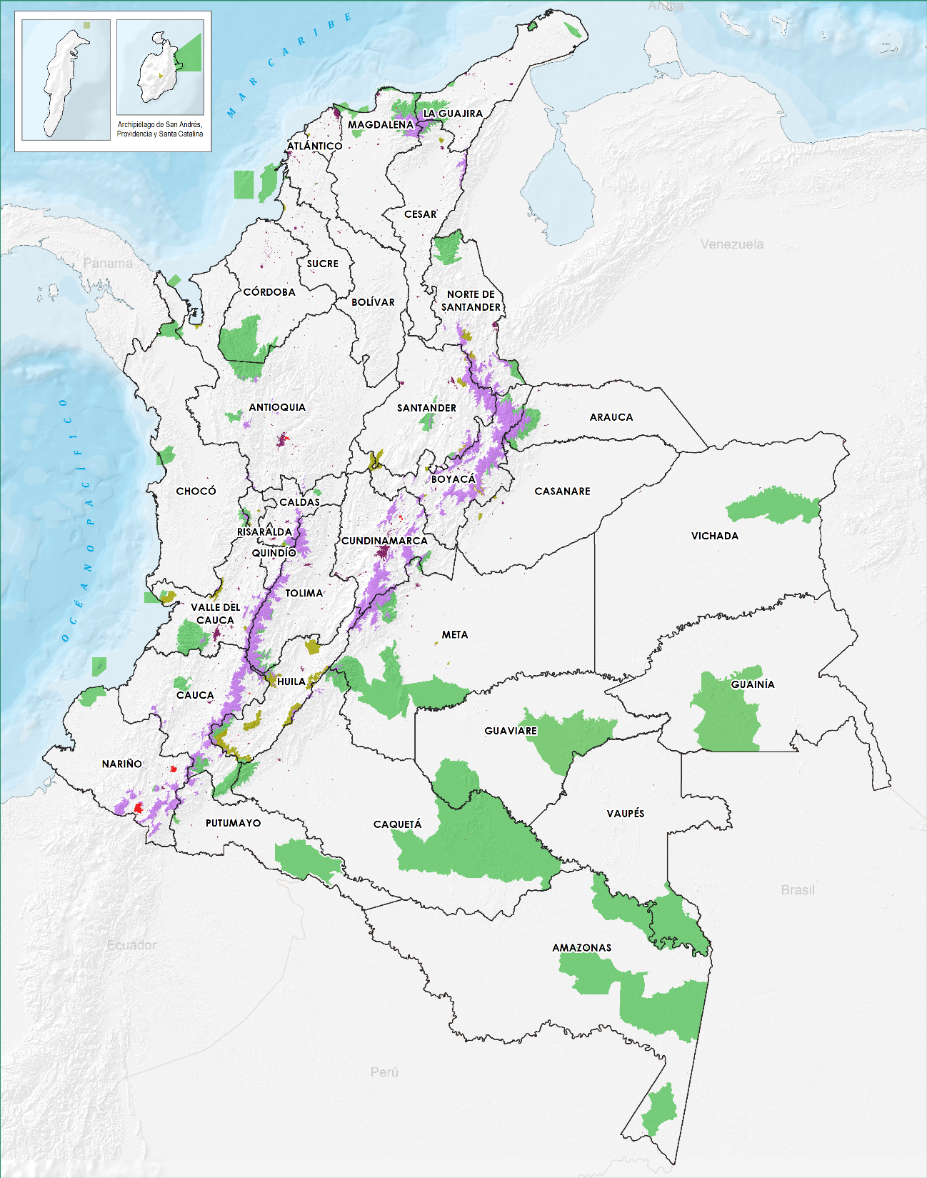 Aruba
MAR CARIBE
Archipiélago de San Andrés,
Providencia y Santa Catalina
LA GUAJIRA
MAGDALENA
ATLÁNTICO
CESAR
Venezuela
Panama
SUCRE
CÓRDOBA
BOLÍVAR
NORTE DE
SANTANDER
OCÉANO PACÍFICO
ANTIOQUIA
SANTANDER
ARAUCA
CHOCÓ
BOYACÁ
CASANARE
CALDAS
RISARALDA
CUNDINAMARCA
VICHADA
QUINDÍO
TOLIMA
VALLE DEL
CAUCA
META
HUILA
GUAINÍA
CAUCA
GUAVIARE
NARIÑO
PUTUMAYO
CAQUETÁ
VAUPÉS
Brasil
Ecuador
AMAZONAS
Perú